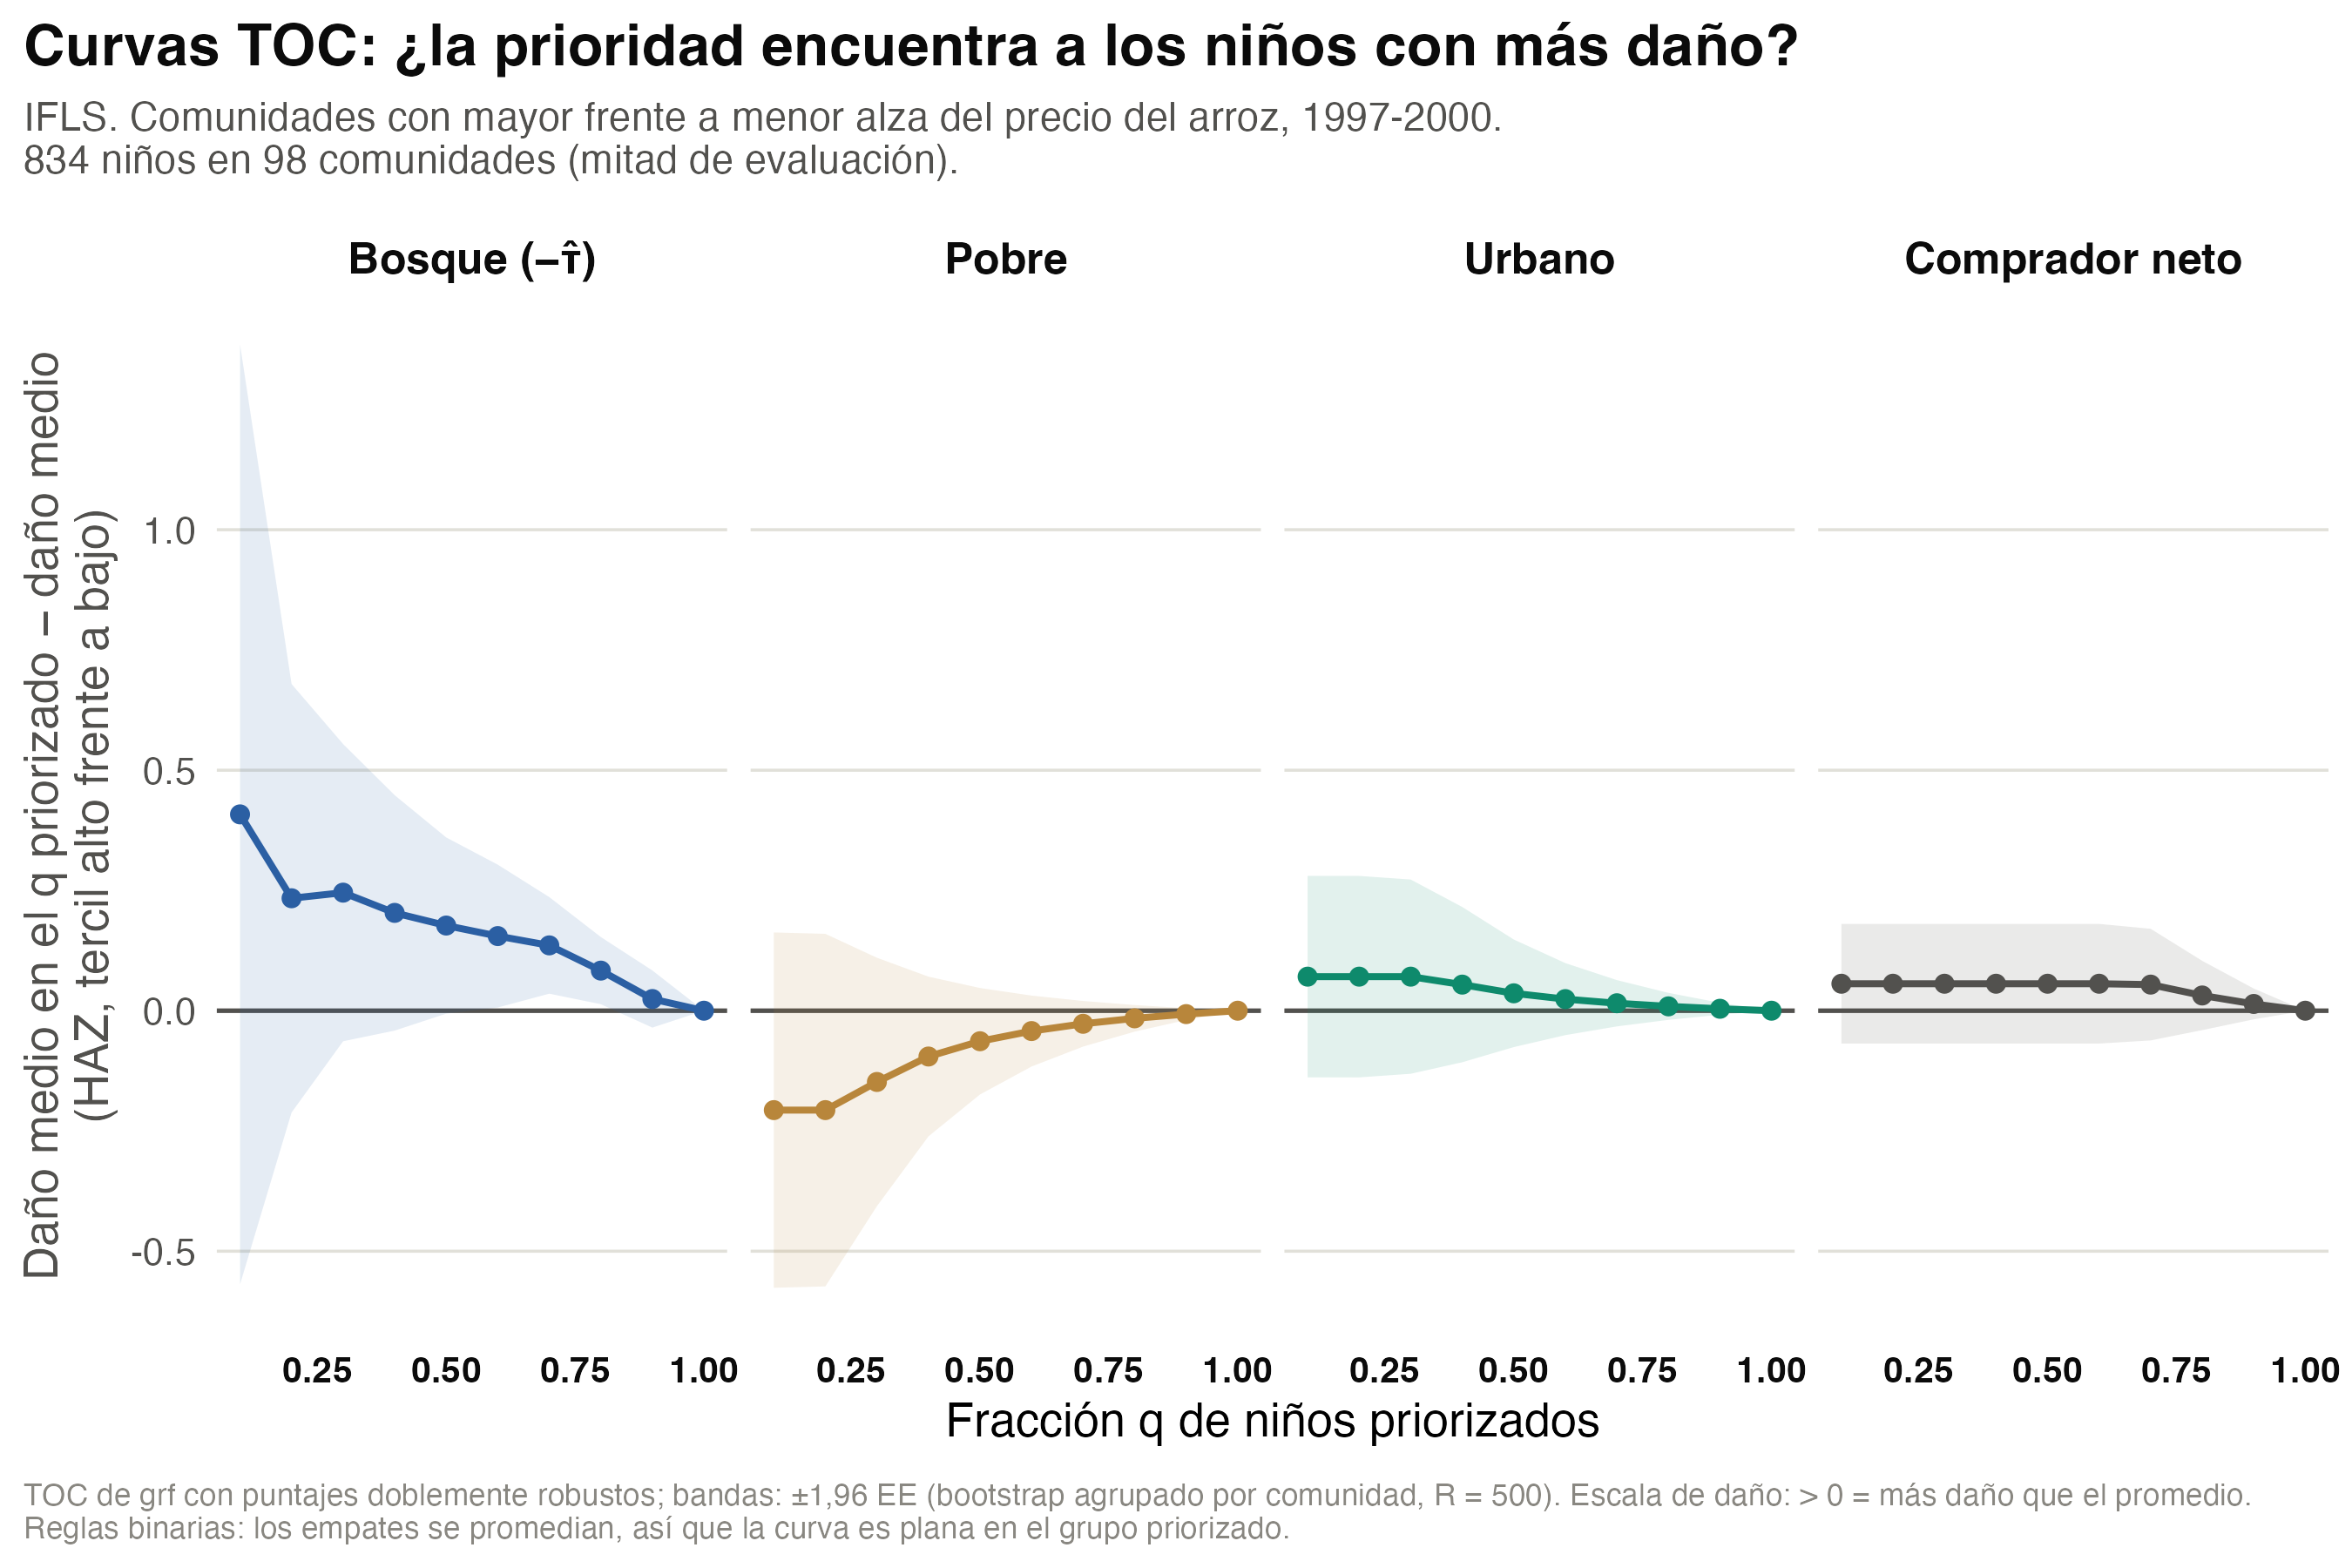 Curvas TOC: ¿la prioridad encuentra a los niños con más daño?
IFLS. Comunidades con mayor frente a menor alza del precio del arroz, 1997-2000.
834 niños en 98 comunidades (mitad de evaluación).
Bosque (–τ̂)
Pobre
Urbano
Comprador neto
Daño medio en el q priorizado – daño medio
(HAZ, tercil alto frente a bajo)
1.0
0.5
0.0
-0.5
0.25 0.50 0.75 1.00
0.25 0.50 0.75 1.00
0.25 0.50 0.75 1.00
0.25 0.50 0.75 1.00
Fracción q de niños priorizados
TOC de grf con puntajes doblemente robustos; bandas: ±1,96 EE (bootstrap agrupado por comunidad, R = 500). Escala de daño: > 0 = más daño que el promedio.
Reglas binarias: los empates se promedian, así que la curva es plana en el grupo priorizado.